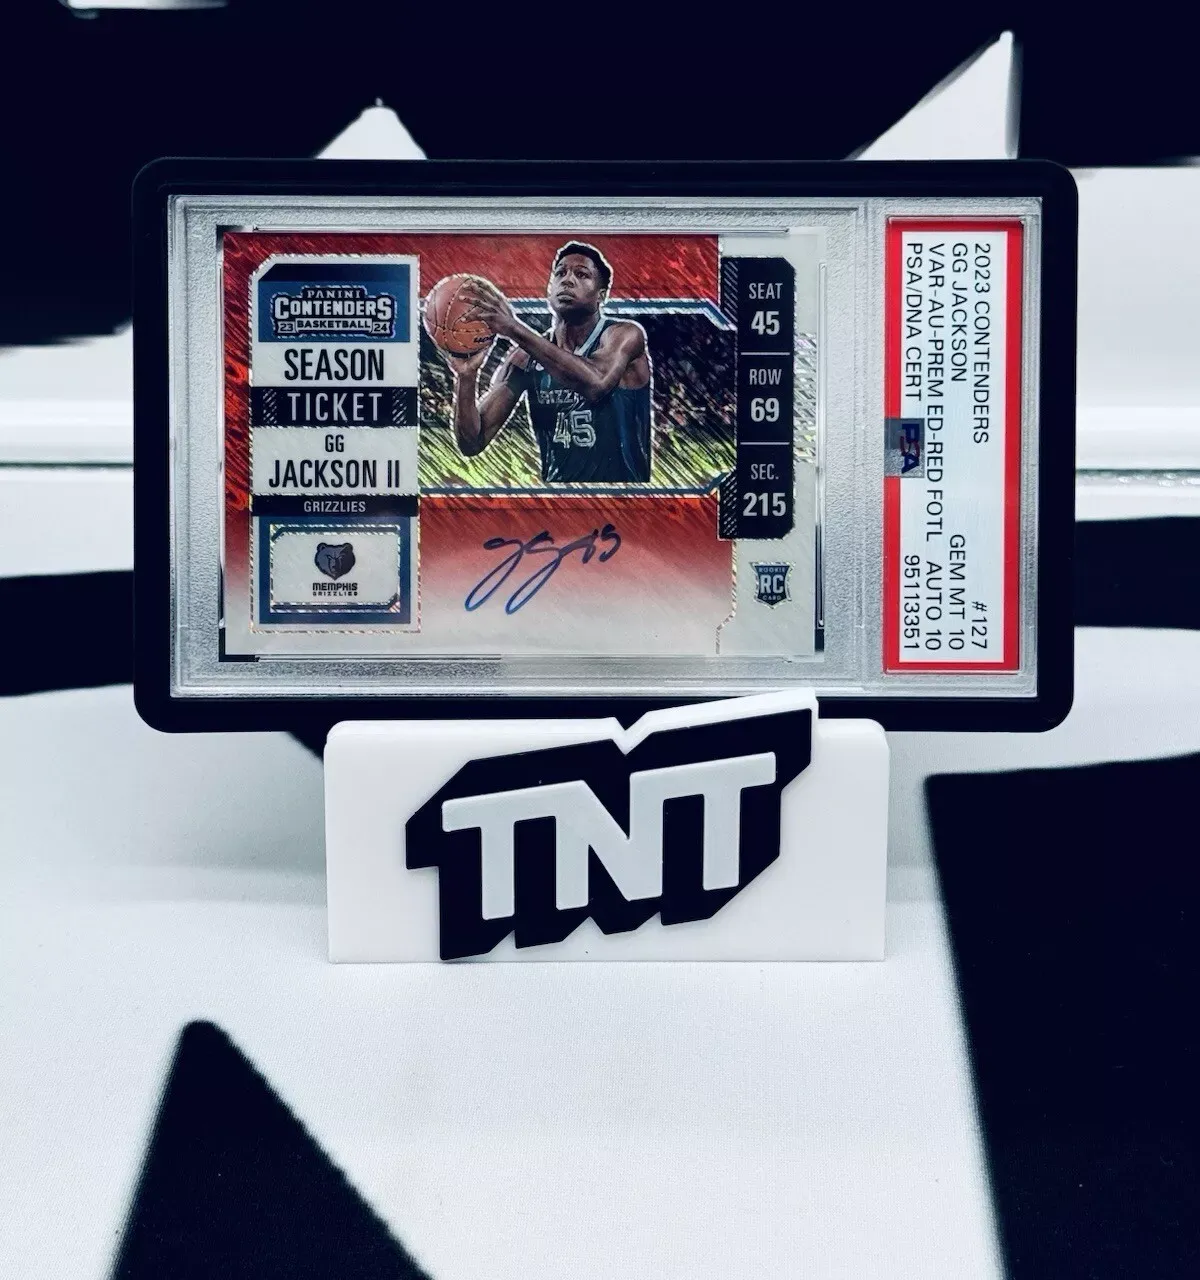 PANINI
CONTENDERS
23 BASKETBALL 24
SEASON
TICKET
GG
JACKSON II
GRIZZLIES
MEMPHIS
GRIZZLIES
45
SEAT
45
ROW
69
SEC.
215
ROOKIE
RC
CARD
2023 CONTENDERS #127
GG JACKSON GEM MT 10
VAR-AU-PREM ED-RED FOTL AUTO 10
PSA/DNA CERT 95113351
PSA
TNT